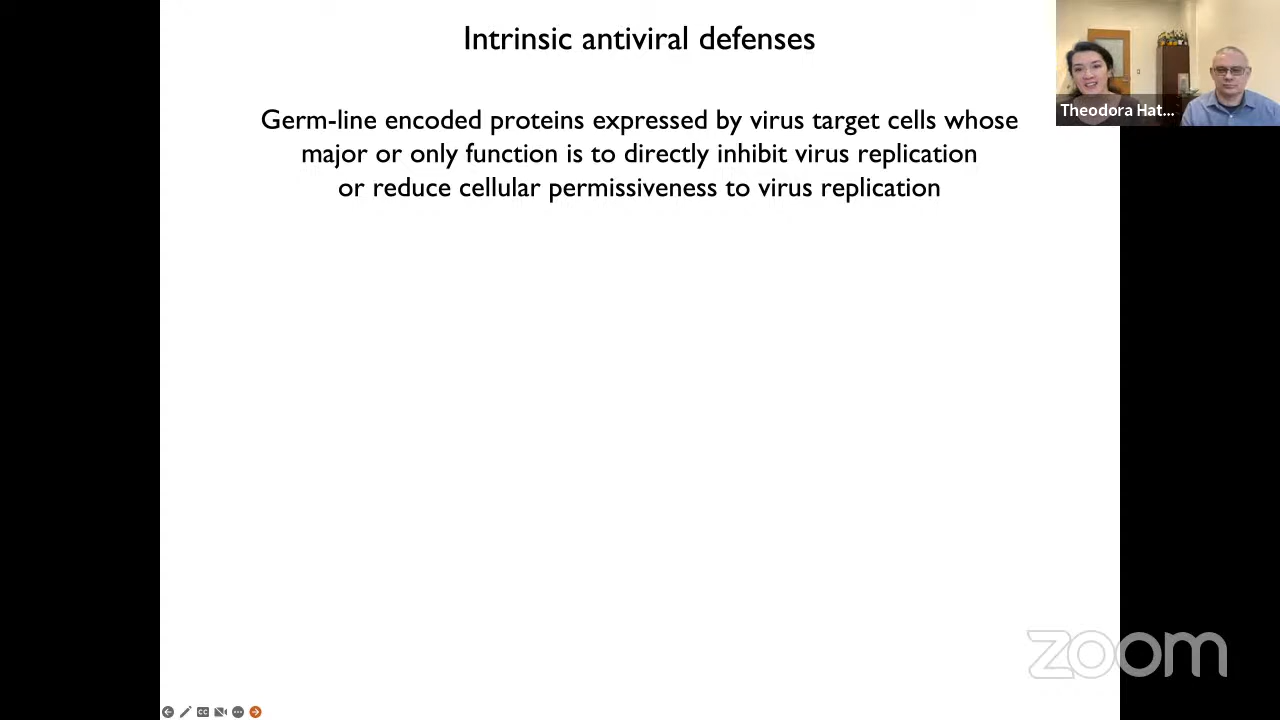 Intrinsic antiviral defenses
Theodora Hat...
Germ-line encoded proteins expressed by virus target cells whose
major or only function is to directly inhibit virus replication
or reduce cellular permissiveness to virus replication
zoom
CC